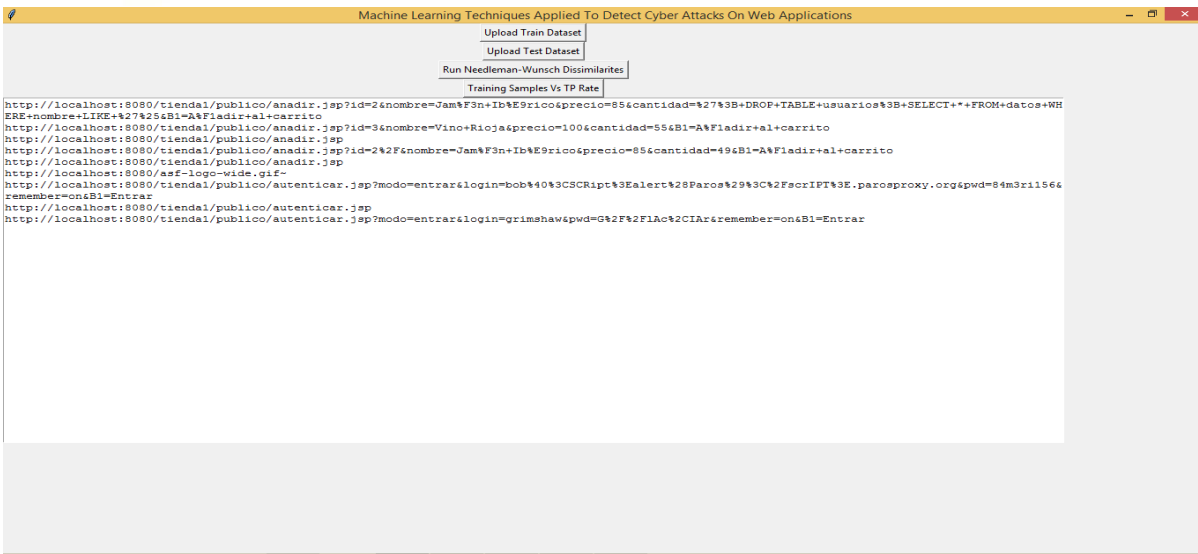 Machine Learning Techniques Applied To Detect Cyber Attacks On Web Applications
Upload Train Dataset
Upload Test Dataset
Run Needleman-Wunsch Dissimilarites
Training Samples Vs TP Rate
http://localhost:8080/tienda1/publico/anadir.jsp?id=2&nombre=Jam%F3n+Ib%E9rico&precio=85&cantidad=%27%3B+DROP+TABLE+usuarios%3B+SELECT+*+FROM+datos+WH
ERE+nombre+LIKE+%27%25&B1=A%F1adir+al+carrito
http://localhost:8080/tienda1/publico/anadir.jsp?id=3&nombre=Vino+Rioja&precio=100&cantidad=55&B1=A%F1adir+al+carrito
http://localhost:8080/tienda1/publico/anadir.jsp
http://localhost:8080/tienda1/publico/anadir.jsp?id=2%2F&nombre=Jam%F3n+Ib%E9rico&precio=85&cantidad=49&B1=A%F1adir+al+carrito
http://localhost:8080/tienda1/publico/anadir.jsp
http://localhost:8080/asf-logo-wide.gif~
http://localhost:8080/tienda1/publico/autenticar.jsp?modo=entrar&login=bob%40%3CSCRipt%3Ealert%28Paros%29%3C%2FscrIPT%3E.parosproxy.org&pwd=84m3ri156&
remember=on&B1=Entrar
http://localhost:8080/tienda1/publico/autenticar.jsp
http://localhost:8080/tienda1/publico/autenticar.jsp?modo=entrar&login=grimshaw&pwd=G%2F%2FlAc%2CIAr&remember=on&B1=Entrar